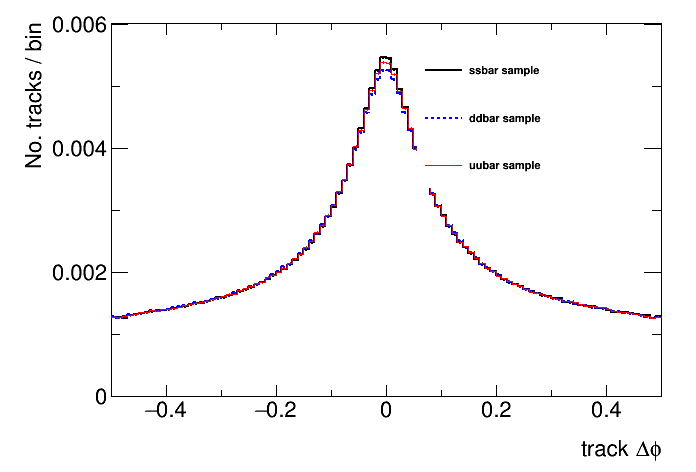 No. tracks / bin
0.006
0.004
0.002
0
ssbar sample
ddbar sample
uubar sample
−0.4
−0.2
0
0.2
0.4
track Δϕ